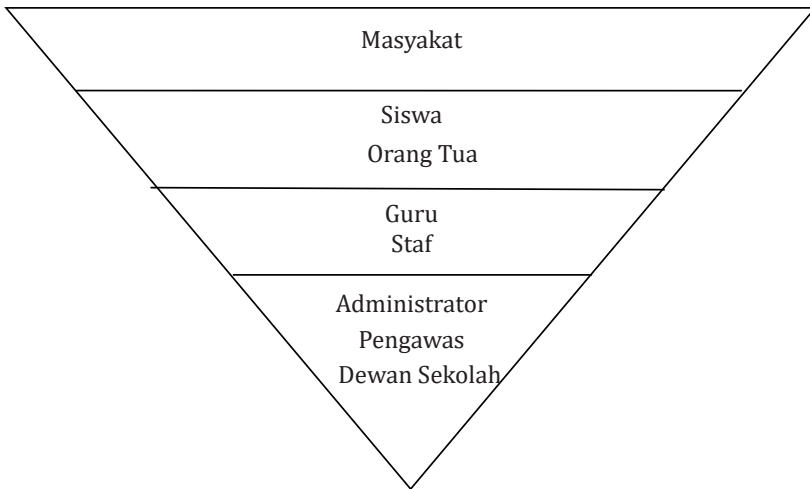 Masyakat
Siswa
Orang Tua
Guru
Staf
Administrator
Pengawas
Dewan Sekolah